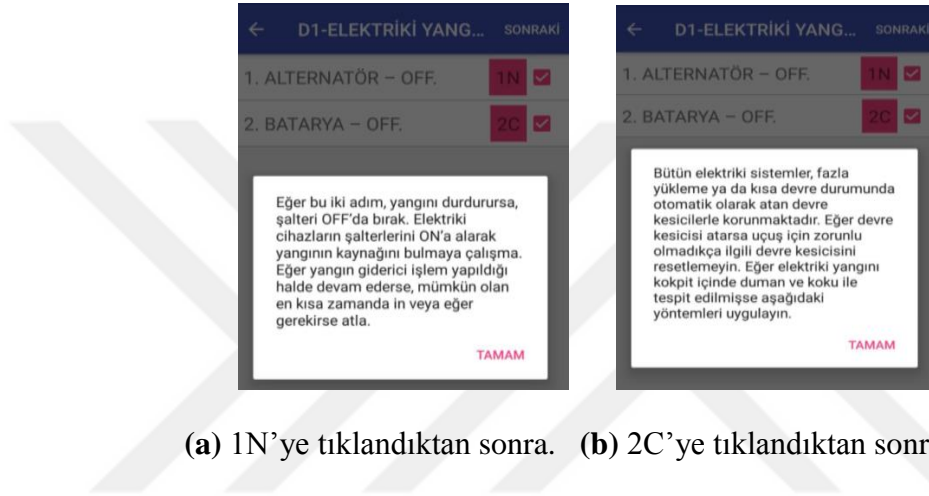 ← D1-ELEKTRİKİ YANG... SONRAKİ
1. ALTERNATÖR – OFF. 1N
2. BATARYA – OFF. 2C
Eğer bu iki adım, yangını durdurursa,
şalteri OFF'da bırak. Elektriki
cihazların şalterlerini ON'a alarak
yangının kaynağını bulmaya çalışma.
Eğer yangın giderici işlem yapıldığı
halde devam ederse, mümkün olan
en kısa zamanda in veya eğer
gerekirse atla.
TAMAM
← D1-ELEKTRİKİ YANG... SONRAKİ
1. ALTERNATÖR – OFF. 1N
2. BATARYA – OFF. 2C
Bütün elektriki sistemler, fazla
yükleme ya da kısa devre durumunda
otomatik olarak atan devre
kesicilerle korunmaktadır. Eğer devre
kesicisi atarsa uçuş için zorunlu
olmadıkça ilgili devre kesicisini
resetlemeyin. Eğer elektriki yangını
kokpit içinde duman ve koku ile
tespit edilmişse aşağıdaki
yöntemleri uygulayın.
TAMAM
(a) 1N'ye tıklandıktan sonra. (b) 2C'ye tıklandıktan sonr